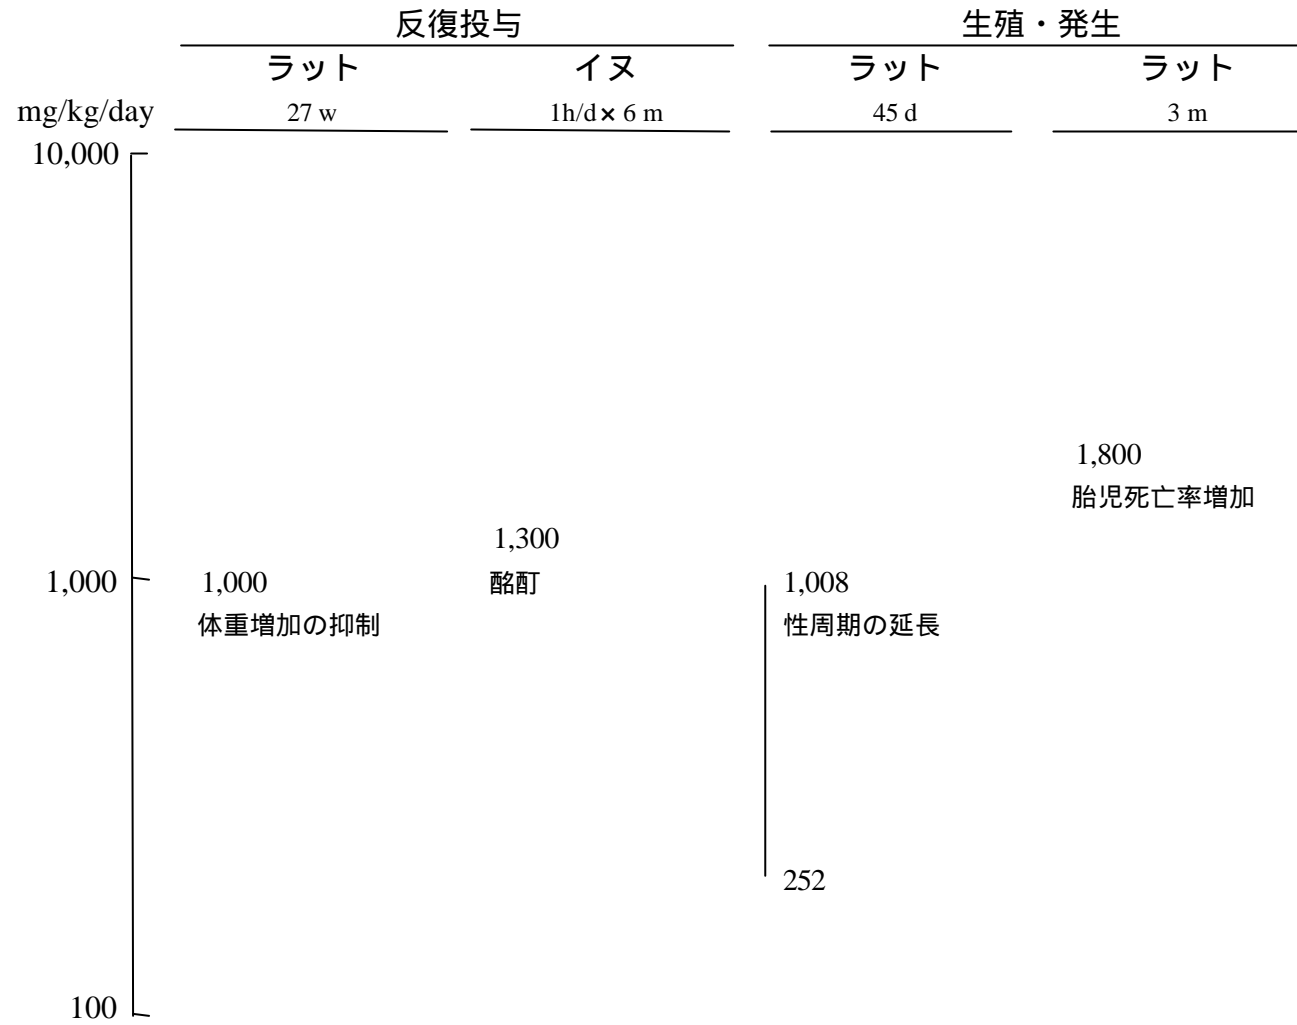 反復投与 生殖・発生
ラット イヌ ラット ラット
mg/kg/day 27 w 1h/d × 6 m 45 d 3 m
10,000
1,800
胎児死亡率増加
1,300
1,000 1,000 酩酊 1,008
体重増加の抑制 性周期の延長
252
100